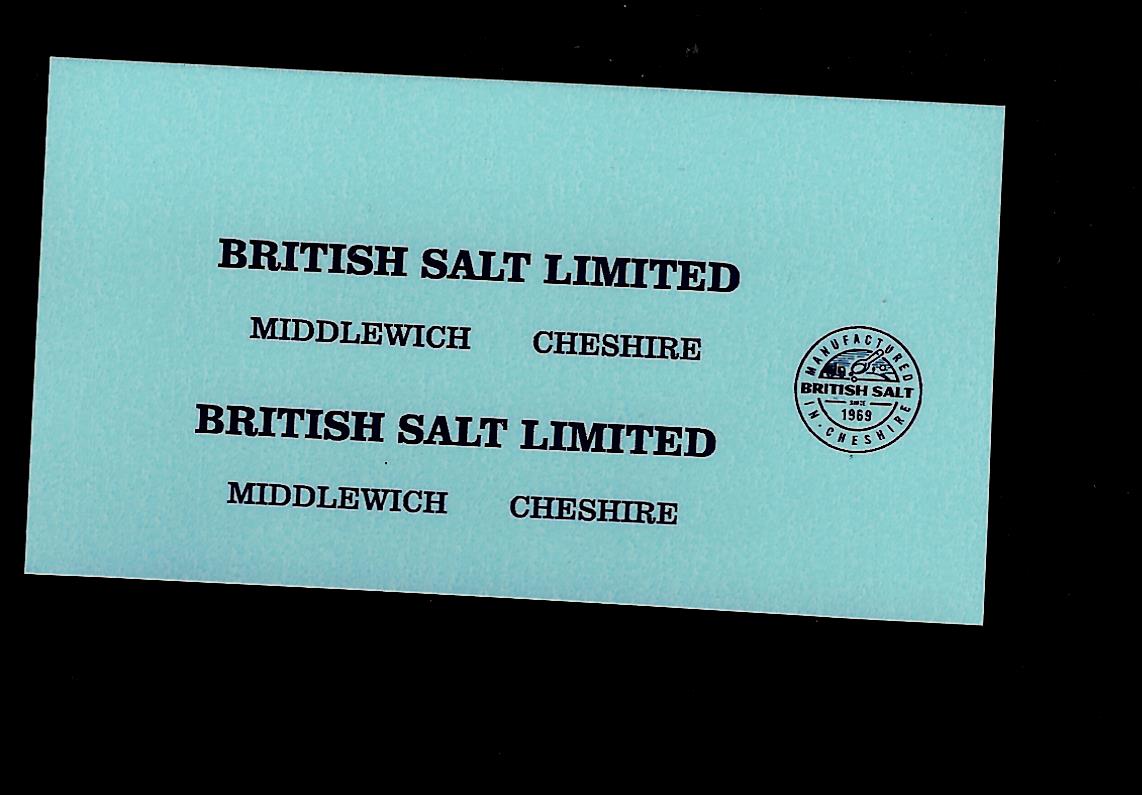 BRITISH SALT LIMITED
MIDDLEWICH CHESHIRE
BRITISH SALT LIMITED
MIDDLEWICH CHESHIRE
MANUFACTURED
BRITISH SALT
SINCE
1969
IN · CHESHIRE